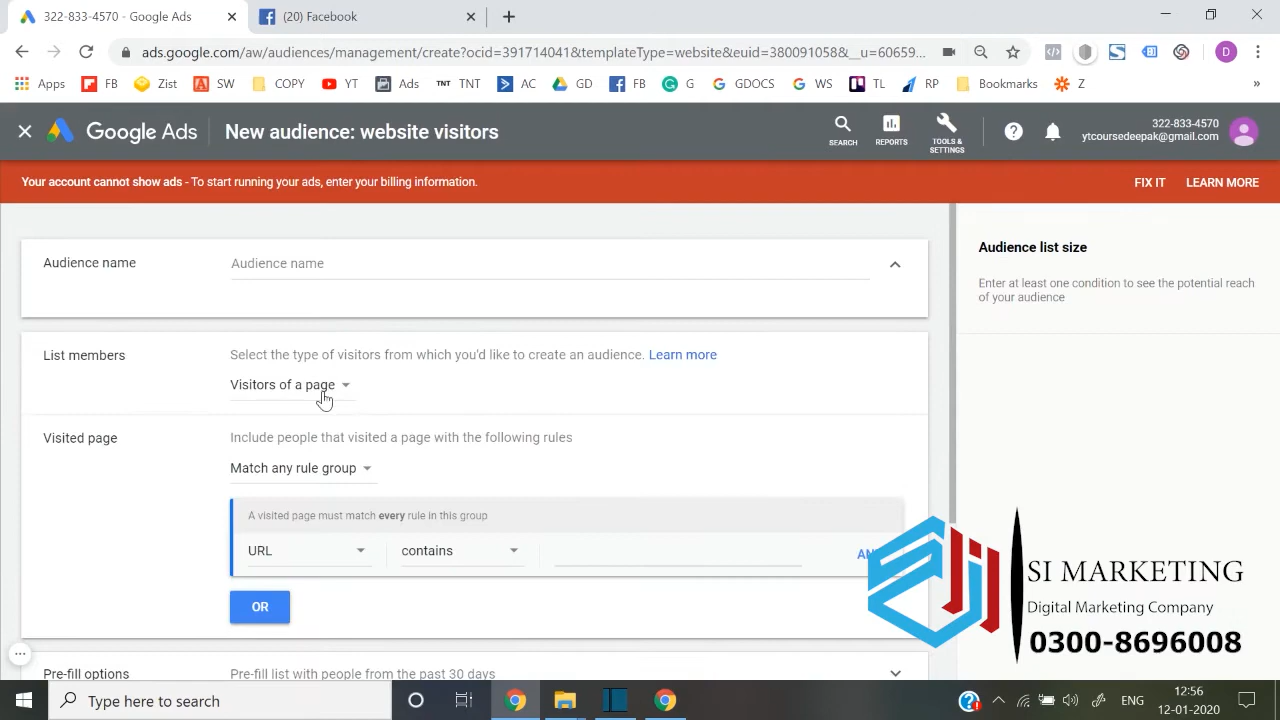 322-833-4570 - Google Ads
(20) Facebook
ads.google.com/aw/audiences/management/create?ocid=391714041&templateType=website&euid=380091058&__u=60659...
D
Apps FB Zist SW COPY YT Ads TNT TNT AC GD FB G GDOCS WS TL RP Bookmarks Z »
Google Ads
New audience: website visitors
SEARCH
REPORTS
TOOLS &
SETTINGS
322-833-4570
ytcoursedeepak@gmail.com
Your account cannot show ads - To start running your ads, enter your billing information.
FIX IT
LEARN MORE
Audience name
Audience name
Audience list size
Enter at least one condition to see the potential reach
of your audience
List members
Select the type of visitors from which you'd like to create an audience. Learn more
Visitors of a page
Visited page
Include people that visited a page with the following rules
Match any rule group
A visited page must match every rule in this group
URL
contains
OR
SI MARKETING
Digital Marketing Company
0300-8696008
Pre-fill options
Pre-fill list with people from the past 30 days
Type here to search
ENG
12:56
12-01-2020